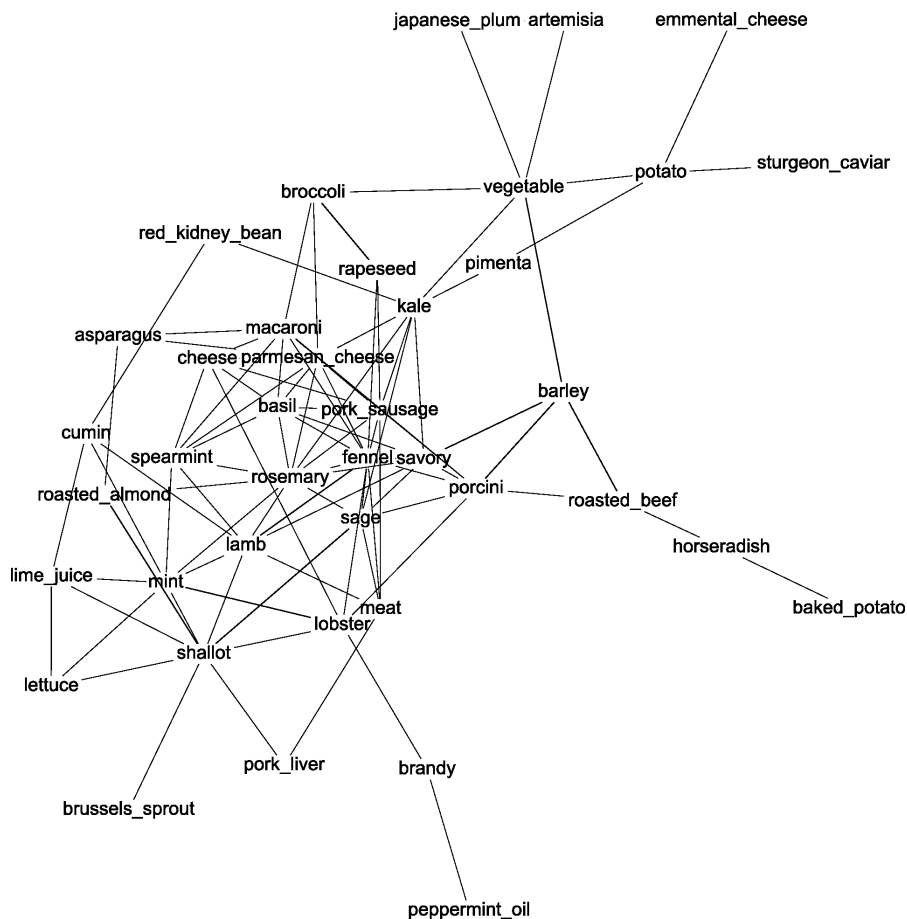 japanese_plum artemisia emmental_cheese
sturgeon_caviar
potato
vegetable
broccoli
red_kidney_bean
pimenta
rapeseed
kale
macaroni
asparagus
cheese parmesan_cheese
barley
basil
pork_sausage
cumin
spearmint
fennel savory
rosemary
porcini
roasted_almond
roasted_beef
sage
lamb
horseradish
lime_juice
mint
meat
baked_potato
lobster
shallot
lettuce
pork_liver
brandy
brussels_sprout
peppermint_oil